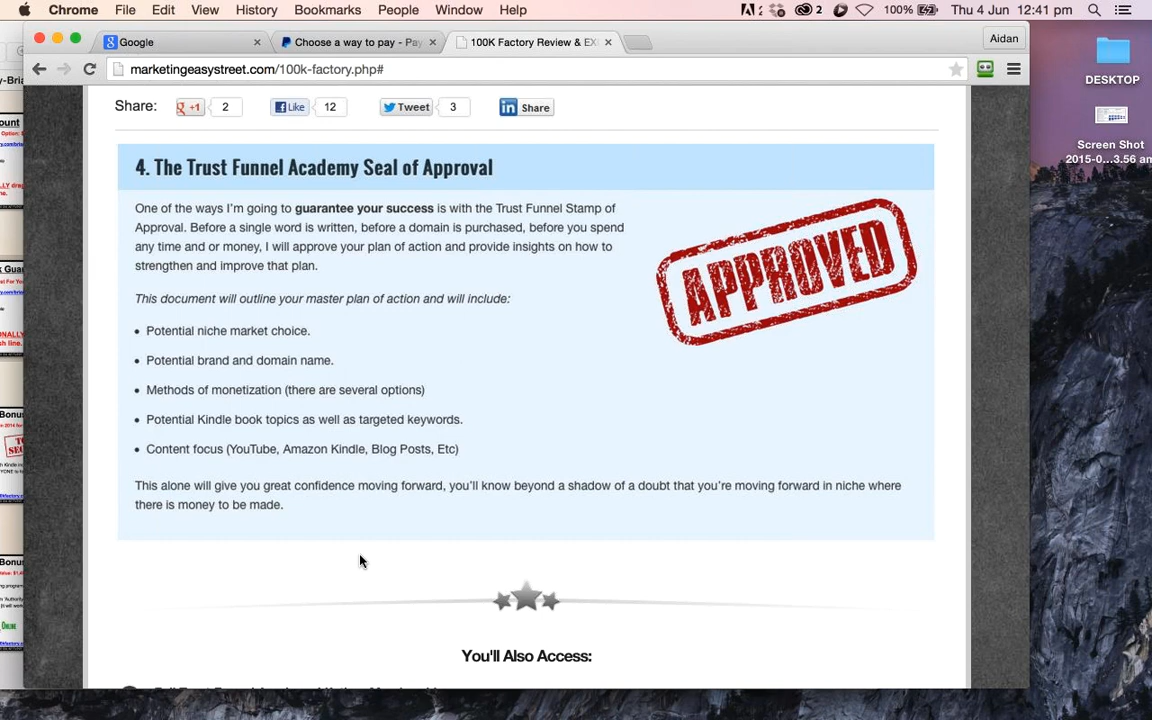 Chrome File Edit View History Bookmarks People Window Help
2
2
100%
Thu 4 Jun 12:41 pm
Google
Choose a way to pay - Pay
100K Factory Review & EX
Aidan
marketingeasystreet.com/100k-factory.php#
DESKTOP
Screen Shot
2015-0...3.56 am
Share:
+1
2
Like
12
Tweet
3
in Share
4. The Trust Funnel Academy Seal of Approval
One of the ways I'm going to guarantee your success is with the Trust Funnel Stamp of
Approval. Before a single word is written, before a domain is purchased, before you spend
any time and or money, I will approve your plan of action and provide insights on how to
strengthen and improve that plan.
APPROVED
This document will outline your master plan of action and will include:
• Potential niche market choice.
• Potential brand and domain name.
• Methods of monetization (there are several options)
• Potential Kindle book topics as well as targeted keywords.
• Content focus (YouTube, Amazon Kindle, Blog Posts, Etc)
This alone will give you great confidence moving forward, you'll know beyond a shadow of a doubt that you're moving forward in niche where
there is money to be made.
You'll Also Access: